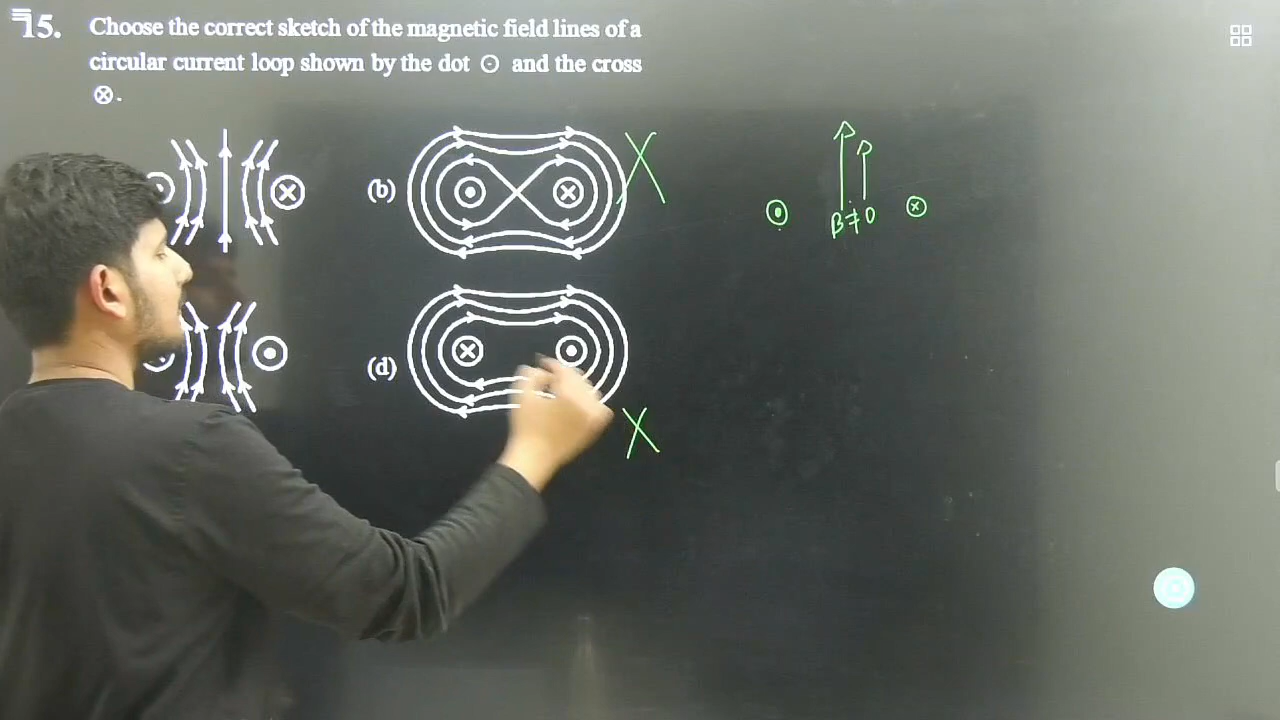 15. Choose the correct sketch of the magnetic field lines of a
circular current loop shown by the dot ⊙ and the cross
⊗.
(b)
B≠0
(d)